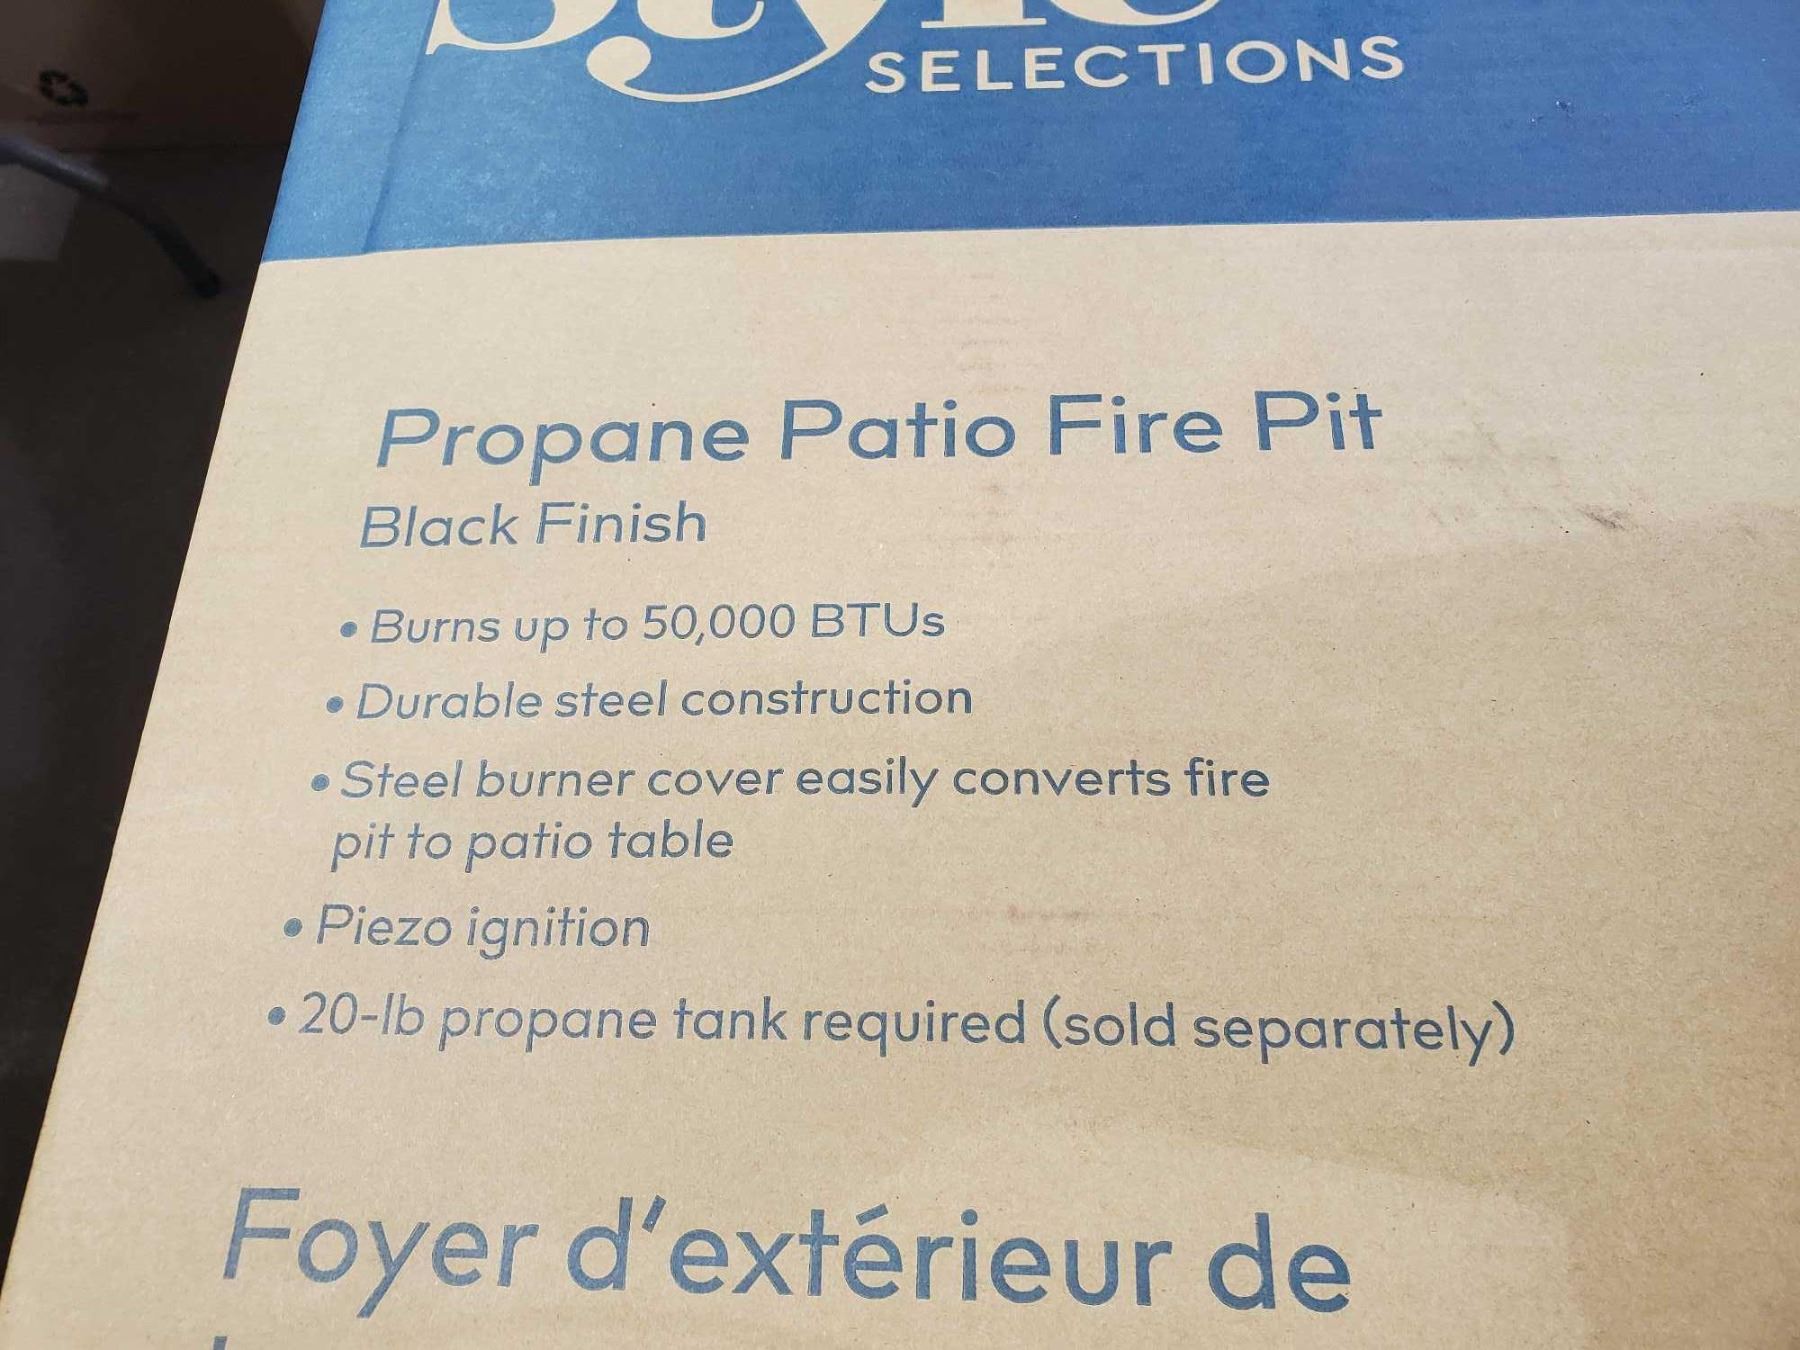 Style
SELECTIONS
Propane Patio Fire Pit
Black Finish
• Burns up to 50,000 BTUs
• Durable steel construction
• Steel burner cover easily converts fire
pit to patio table
• Piezo ignition
• 20-lb propane tank required (sold separately)
Foyer d'extérieur de